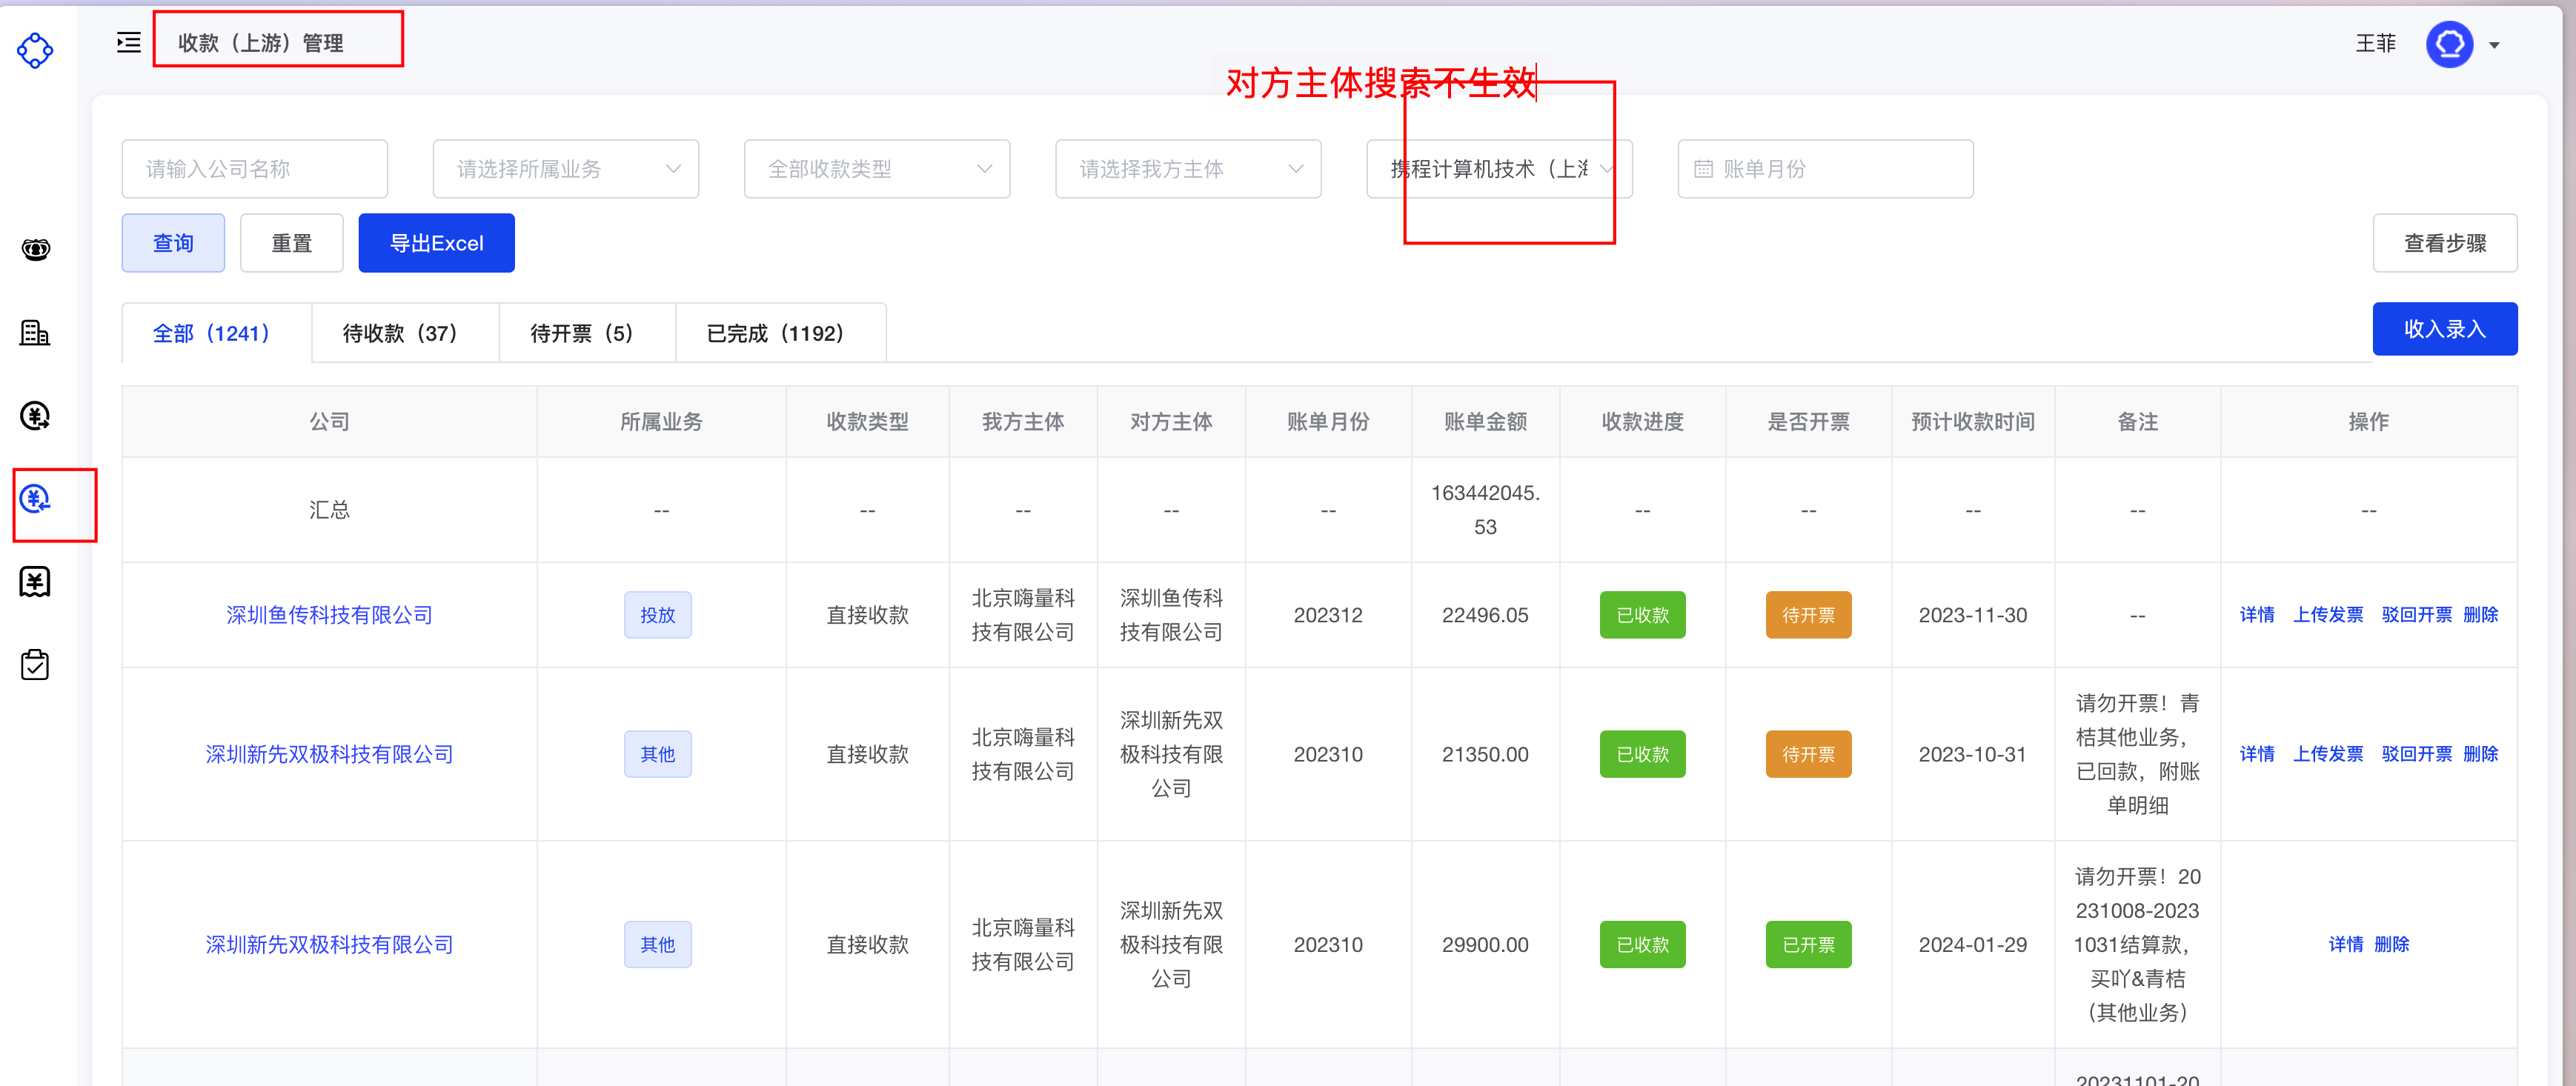 收款（上游）管理
王菲
对方主体搜索不生效
请输入公司名称
请选择所属业务
全部收款类型
请选择我方主体
携程计算机技术（上海
账单月份
查询
重置
导出Excel
查看步骤
全部（1241）
待收款（37）
待开票（5）
已完成（1192）
收入录入
公司 所属业务 收款类型 我方主体 对方主体 账单月份 账单金额 收款进度 是否开票 预计收款时间 备注 操作
汇总 -- -- -- -- --
163442045.
53
-- -- -- -- --
深圳鱼传科技有限公司
投放
直接收款
北京嗨量科
技有限公司
深圳鱼传科
技有限公司
202312
22496.05
已收款
待开票
2023-11-30
--
详情 上传发票 驳回开票 删除
深圳新先双极科技有限公司
其他
直接收款
北京嗨量科
技有限公司
深圳新先双
极科技有限
公司
202310
21350.00
已收款
待开票
2023-10-31
请勿开票！青
桔其他业务，
已回款，附账
单明细
详情 上传发票 驳回开票 删除
深圳新先双极科技有限公司
其他
直接收款
北京嗨量科
技有限公司
深圳新先双
极科技有限
公司
202310
29900.00
已收款
已开票
2024-01-29
请勿开票！20
231008-2023
1031结算款，
买吖&青桔
（其他业务）
详情 删除
20231101-20